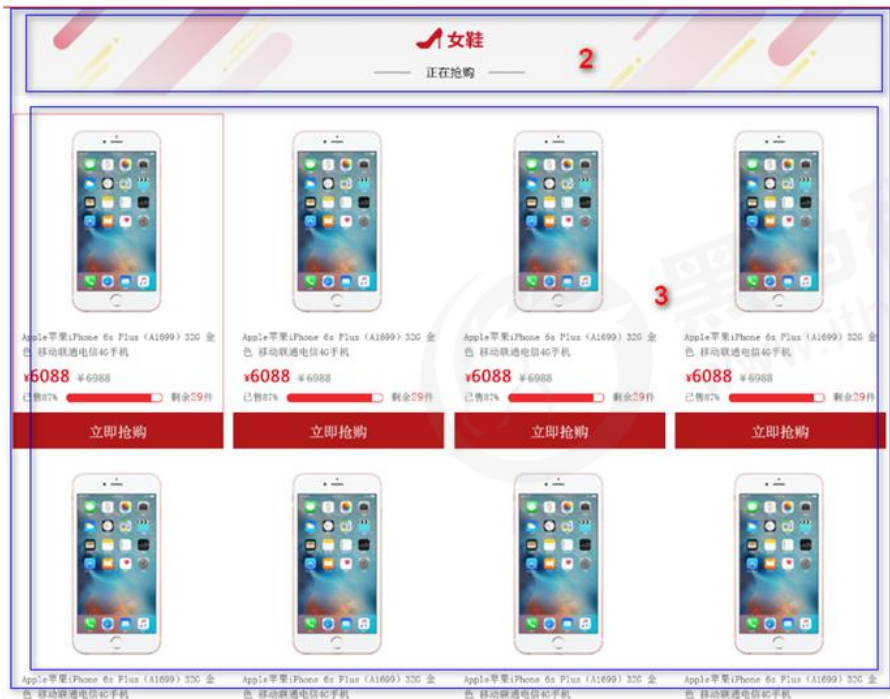 女鞋
正在抢购
2
3
Apple苹果iPhone 6s Plus（A1699）32G 金
色 移动联通电信4G手机
¥6088 ¥6988
已售87% 剩余29件
立即抢购
Apple苹果iPhone 6s Plus（A1699）32G 金
色 移动联通电信4G手机
¥6088 ¥6988
已售87% 剩余29件
立即抢购
Apple苹果iPhone 6s Plus（A1699）32G 金
色 移动联通电信4G手机
¥6088 ¥6988
已售87% 剩余29件
立即抢购
Apple苹果iPhone 6s Plus（A1699）32G 金
色 移动联通电信4G手机
¥6088 ¥6988
已售87% 剩余29件
立即抢购
Apple苹果iPhone 6s Plus（A1699）32G 金
色 移动联通电信4G手机
Apple苹果iPhone 6s Plus（A1699）32G 金
色 移动联通电信4G手机
Apple苹果iPhone 6s Plus（A1699）32G 金
色 移动联通电信4G手机
Apple苹果iPhone 6s Plus（A1699）32G 金
色 移动联通电信4G手机